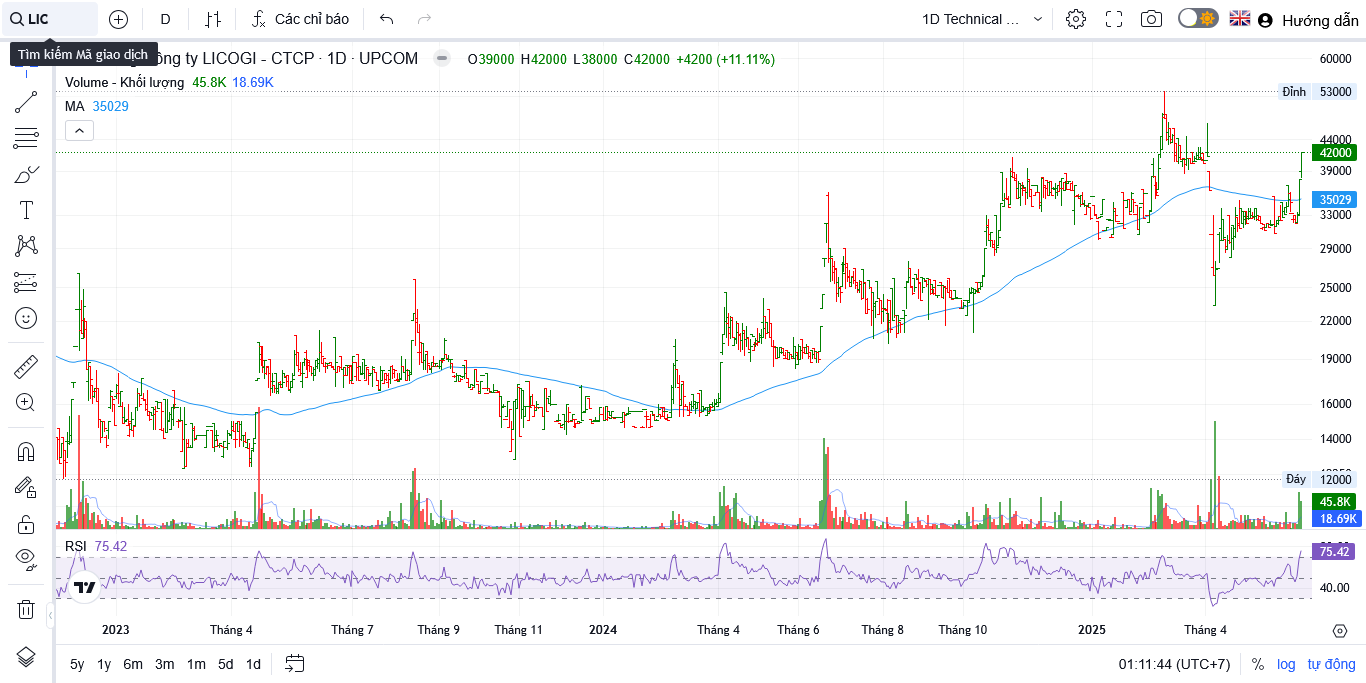 LIC
D
Các chỉ báo
1D Technical ...
Hướng dẫn
Tìm kiếm Mã giao dịch
ông ty LICOGI - CTCP · 1D · UPCOM
O39000 H42000 L38000 C42000 +4200 (+11.11%)
Volume - Khối lượng 45.8K 18.69K
MA 35029
60000
Đỉnh 53000
44000
42000
39000
35029
33000
29000
25000
22000
19000
16000
14000
Đáy 12000
45.8K
18.69K
RSI 75.42
75.42
40.00
2023 Tháng 4 Tháng 7 Tháng 9 Tháng 11 2024 Tháng 4 Tháng 6 Tháng 8 Tháng 10 2025 Tháng 4
5y 1y 6m 3m 1m 5d 1d
01:11:44 (UTC+7) % log tự động